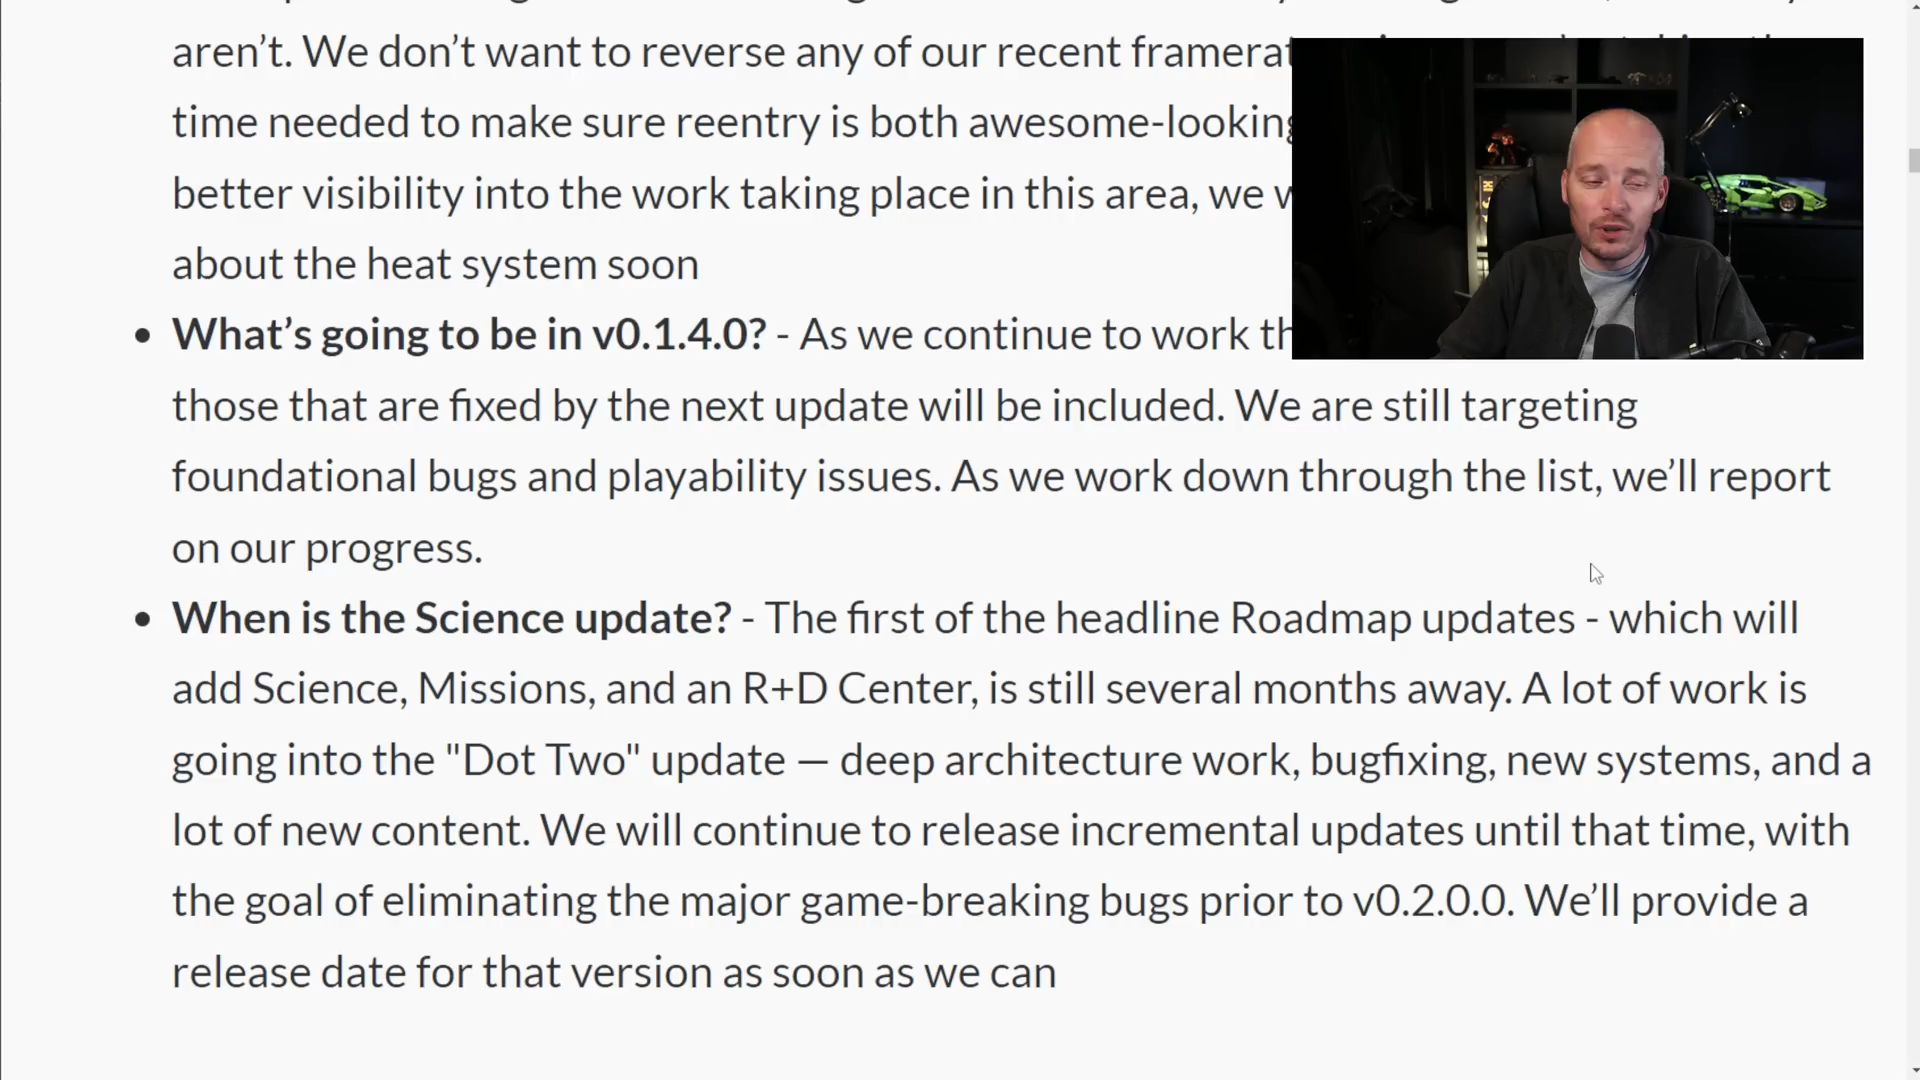 aren’t. We don’t want to reverse any of our recent
time needed to make sure reentry is both awesome-looking
better visibility into the work taking place in this area, we
about the heat system soon
• What’s going to be in v0.1.4.0? - As we continue to work
those that are fixed by the next update will be included. We are still targeting
foundational bugs and playability issues. As we work down through the list, we’ll report
on our progress.
• When is the Science update? - The first of the headline Roadmap updates - which will
add Science, Missions, and an R+D Center, is still several months away. A lot of work is
going into the "Dot Two" update — deep architecture work, bugfixing, new systems, and a
lot of new content. We will continue to release incremental updates until that time, with
the goal of eliminating the major game-breaking bugs prior to v0.2.0.0. We’ll provide a
release date for that version as soon as we can